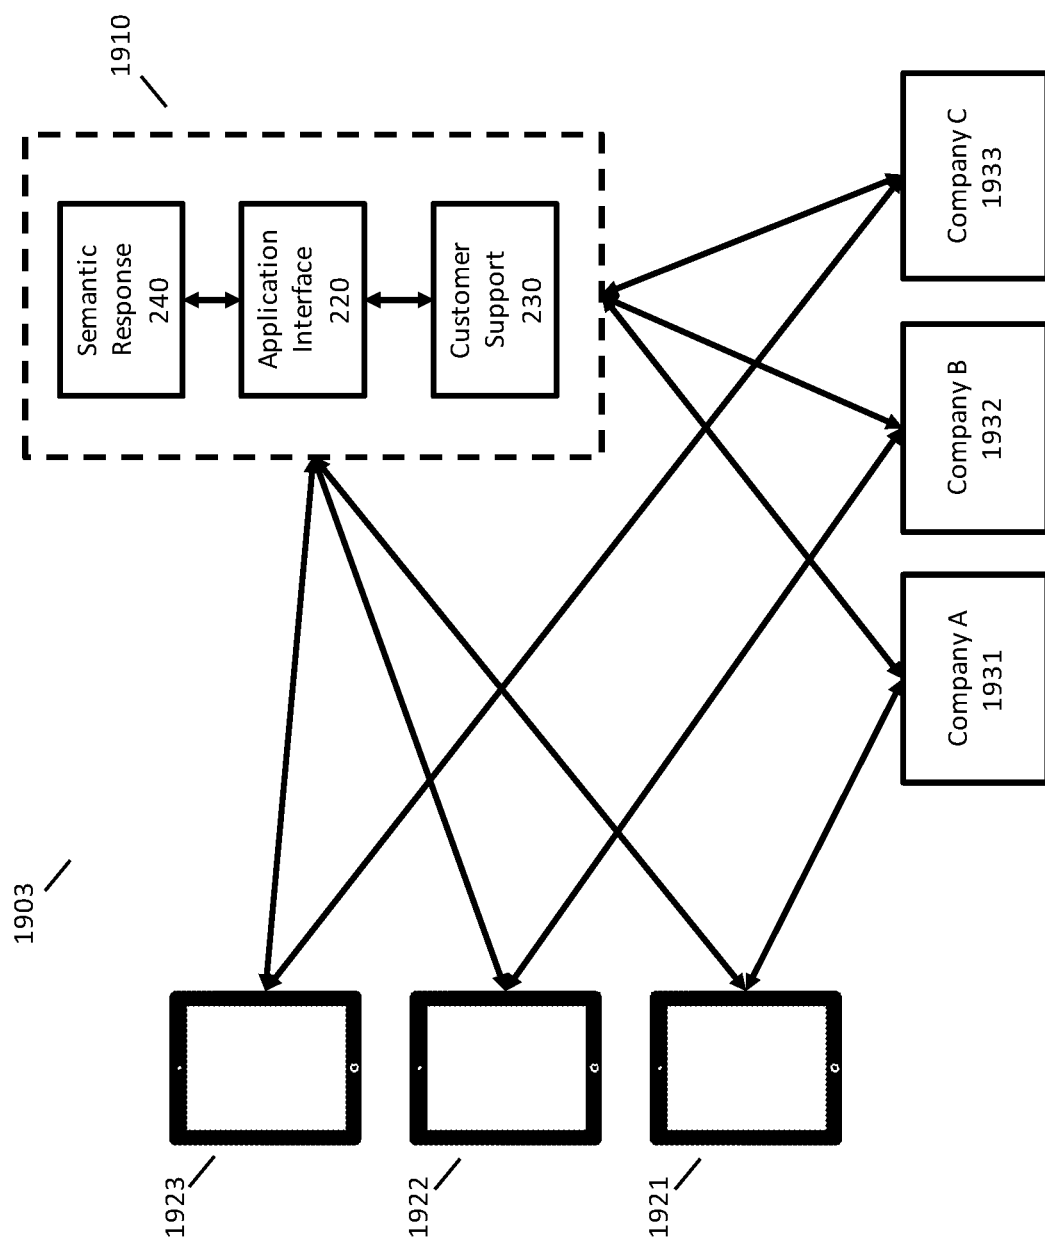 1903
1910
Semantic
Response
240
Application
Interface
220
Customer
Support
230
1923
1922
1921
Company A
1931
Company B
1932
Company C
1933